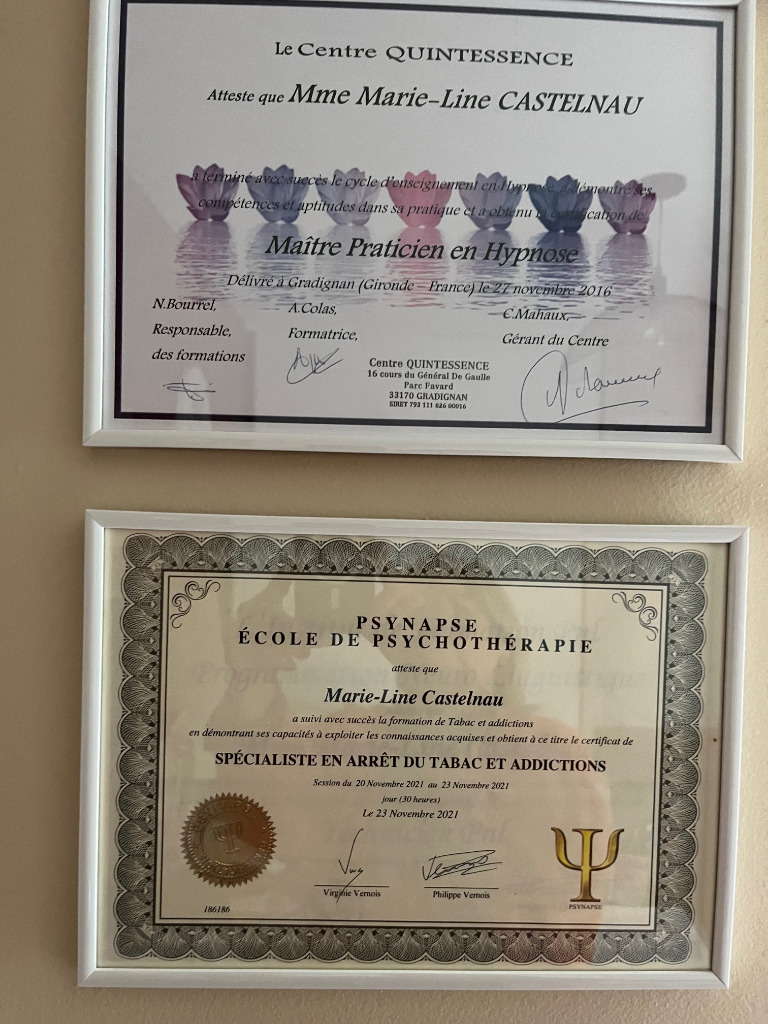 Le Centre QUINTESSENCE
Atteste que Mme Marie-Line CASTELNAU
a terminé avec succès le cycle d'enseignement en Hypnose, a démontré ses
compétences et aptitudes dans sa pratique et a obtenu la certification de
Maître Praticien en Hypnose
Délivré à Gradignan (Gironde – France) le 27 novembre 2016
N.Bourrel,
Responsable,
des formations
A.Colas,
Formatrice,
C.Mahaux,
Gérant du Centre
Centre QUINTESSENCE
16 cours du Général De Gaulle
Parc Favard
33170 GRADIGNAN
SIRET 793 111 626 00016
PSYNAPSE
ÉCOLE DE PSYCHOTHÉRAPIE
atteste que
Marie-Line Castelnau
a suivi avec succès la formation de Tabac et addictions
en démontrant ses capacités à exploiter les connaissances acquises et obtient à ce titre le certificat de
SPÉCIALISTE EN ARRÊT DU TABAC ET ADDICTIONS
Session du 20 Novembre 2021 au 23 Novembre 2021
jour (30 heures)
Le 23 Novembre 2021
Virginie Vernois
Philippe Vernois
186186
PSYNAPSE